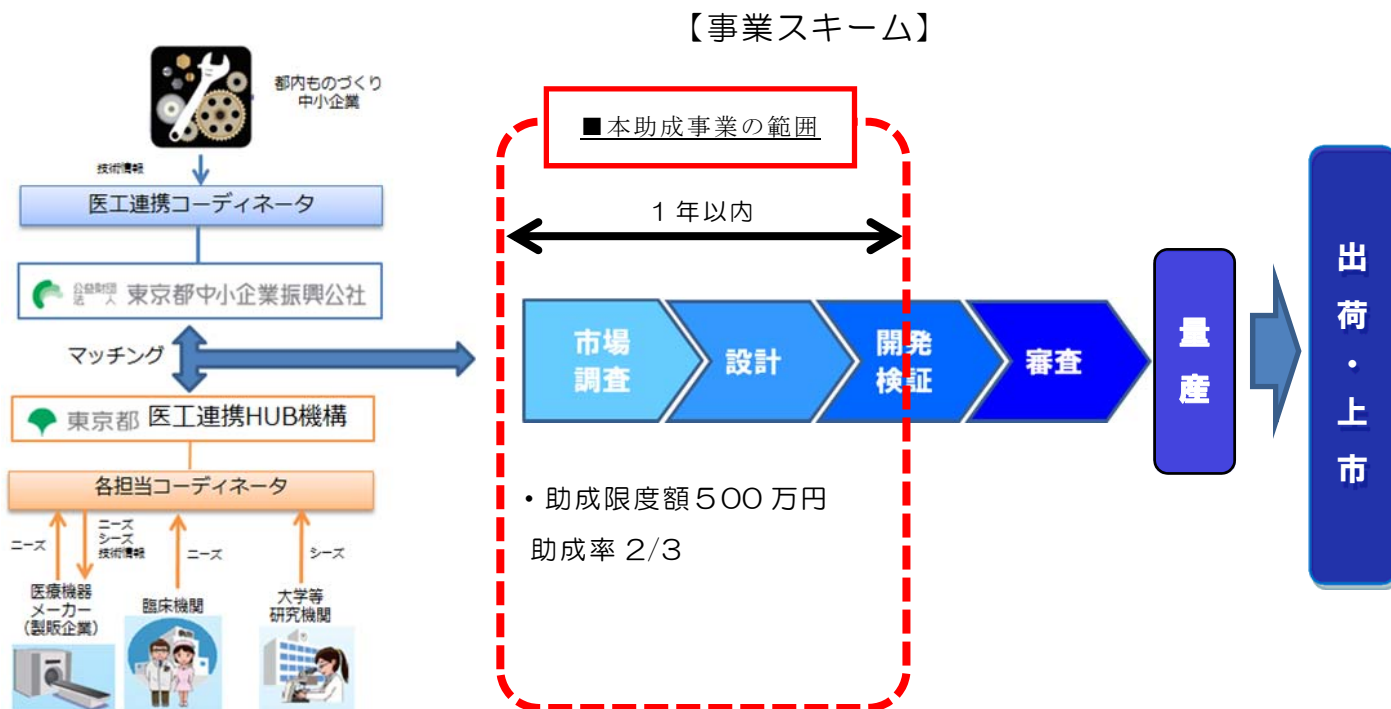 【事業スキーム】
都内ものづくり
中小企業
技術情報
医工連携コーディネータ
公益財団
法人
東京都中小企業振興公社
マッチング
東京都 医工連携HUB機構
各担当コーディネータ
ニーズ
ニーズ
シーズ
技術情報
ニーズ
シーズ
医療機器
メーカー
(製販企業)
臨床機関
大学等
研究機関
■本助成事業の範囲
1年以内
市場
調査
設計
開発
検証
審査
・助成限度額500万円
助成率 2/3
量産
出荷・上市